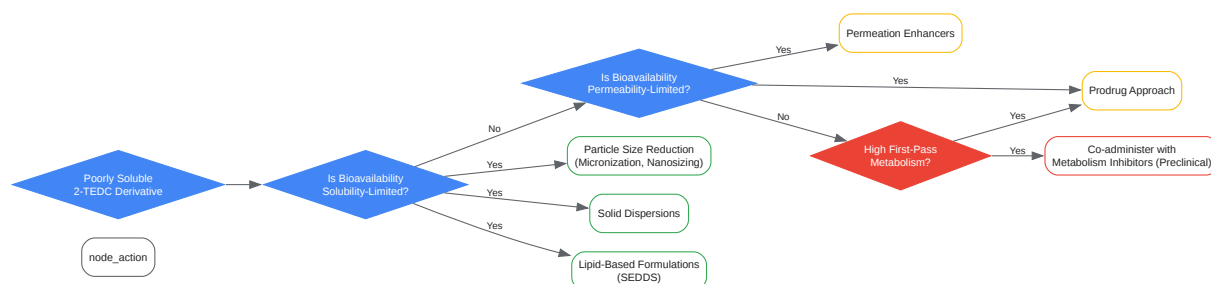 Poorly Soluble
2-TEDC Derivative
node_action
Is Bioavailability
Solubility-Limited?
No
Yes
Yes
Yes
Is Bioavailability
Permeability-Limited?
Particle Size Reduction
(Micronization, Nanosizing)
Solid Dispersions
Lipid-Based Formulations
(SEDDS)
Yes
Yes
No
Permeation Enhancers
High First-Pass
Metabolism?
Yes
Yes
Prodrug Approach
Co-administer with
Metabolism Inhibitors (Preclinical)